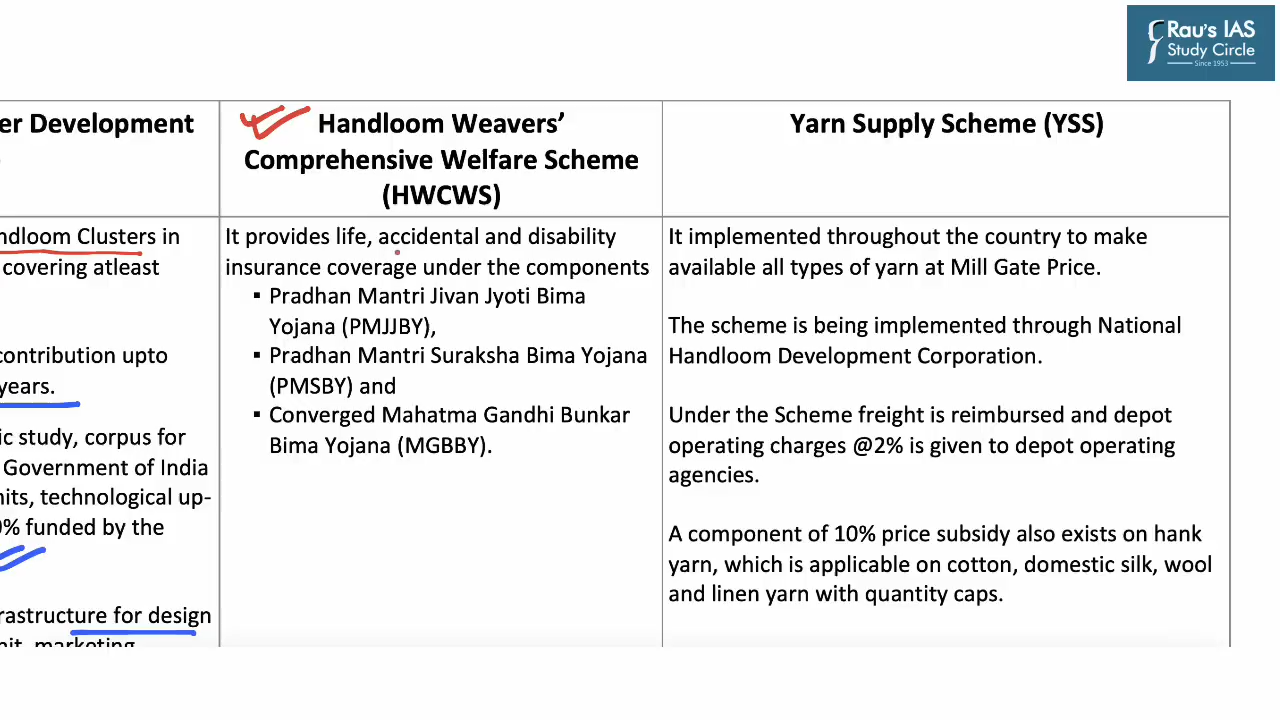 Rau's IAS
Study Circle
Since 1953
er Development
Handloom Weavers'
Comprehensive Welfare Scheme
(HWCWS)
Yarn Supply Scheme (YSS)
ndloom Clusters in
covering atleast
contribution upto
years.
ic study, corpus for
Government of India
nits, technological up-
0% funded by the
rastructure for design
nit, marketing
It provides life, accidental and disability
insurance coverage under the components
▪ Pradhan Mantri Jivan Jyoti Bima
Yojana (PMJJBY),
▪ Pradhan Mantri Suraksha Bima Yojana
(PMSBY) and
▪ Converged Mahatma Gandhi Bunkar
Bima Yojana (MGBBY).
It implemented throughout the country to make
available all types of yarn at Mill Gate Price.
The scheme is being implemented through National
Handloom Development Corporation.
Under the Scheme freight is reimbursed and depot
operating charges @2% is given to depot operating
agencies.
A component of 10% price subsidy also exists on hank
yarn, which is applicable on cotton, domestic silk, wool
and linen yarn with quantity caps.